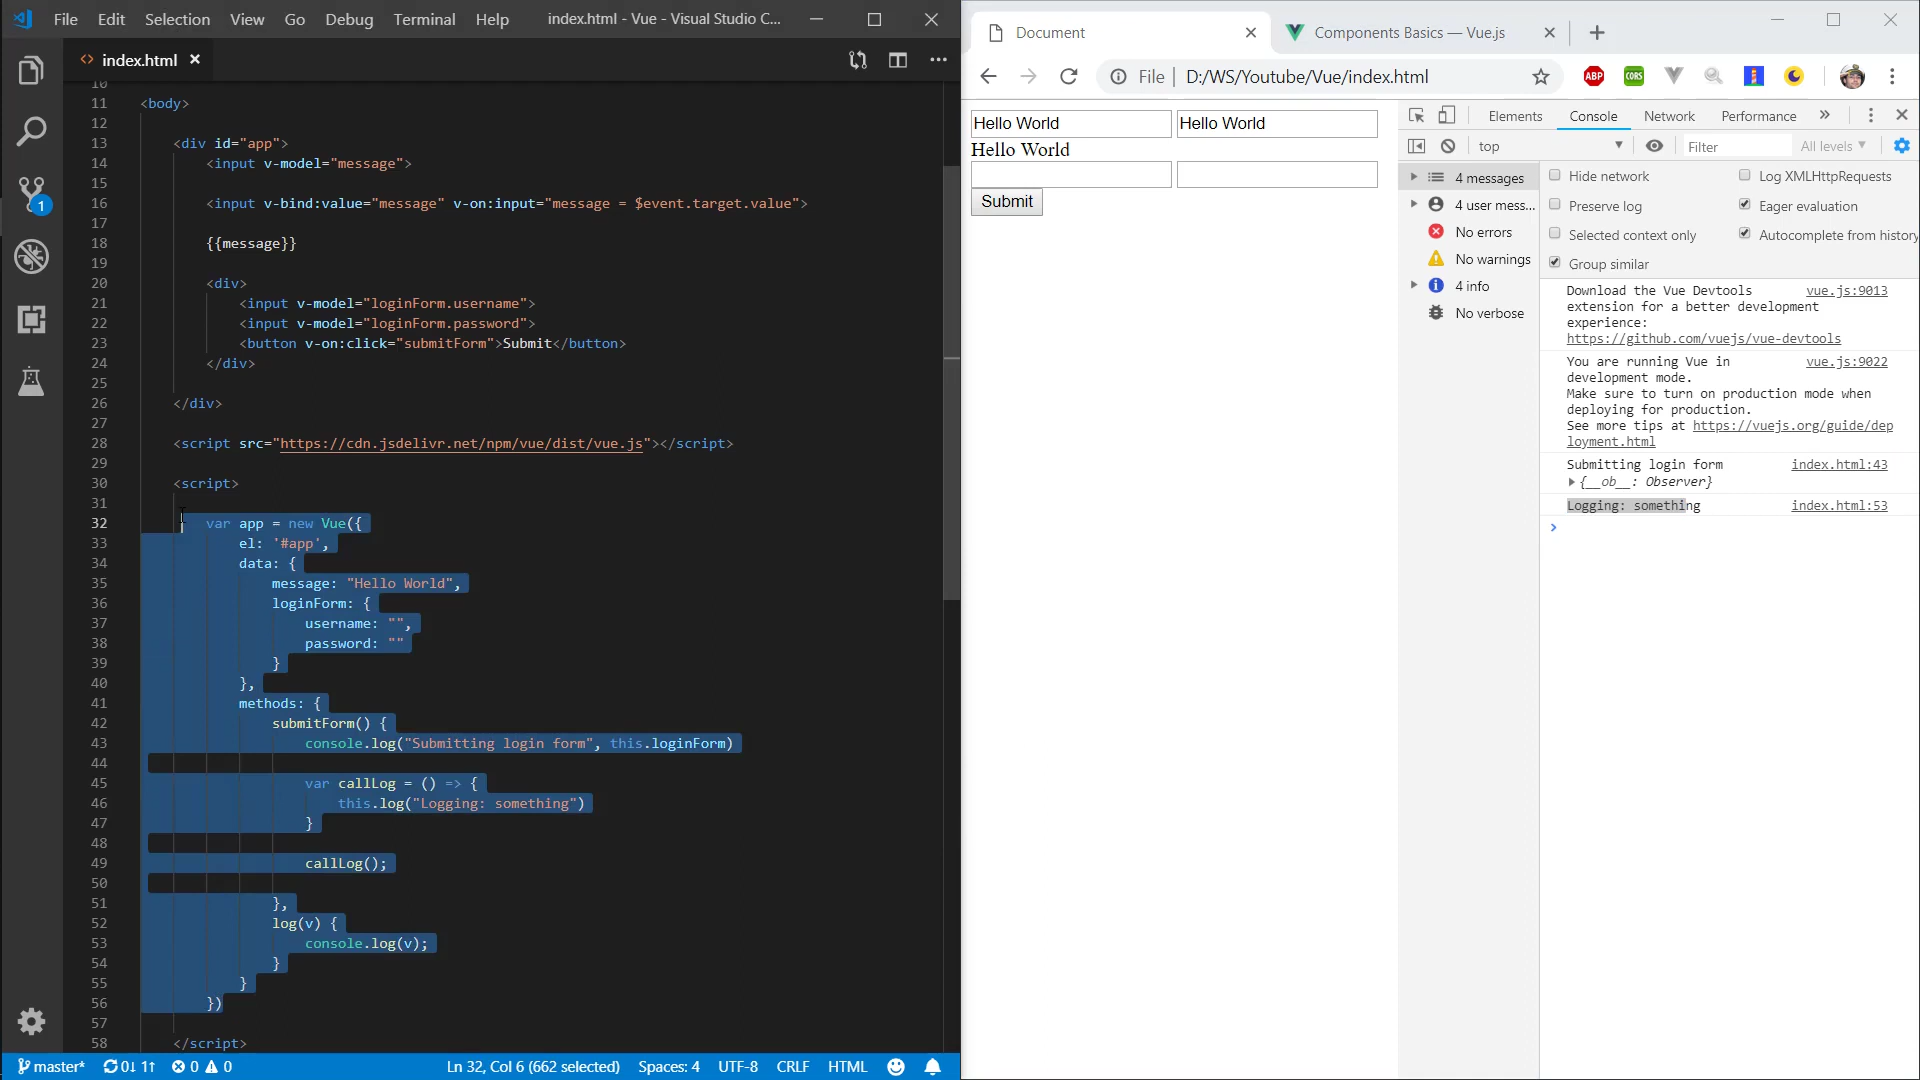 File Edit Selection View Go Debug Terminal Help index.html - Vue - Visual Studio C...
index.html
10
11 <body>
12
13 <div id="app">
14 <input v-model="message">
15
16 <input v-bind:value="message" v-on:input="message = $event.target.value">
17
18 {{message}}
19
20 <div>
21 <input v-model="loginForm.username">
22 <input v-model="loginForm.password">
23 <button v-on:click="submitForm">Submit</button>
24 </div>
25
26 </div>
27
28 <script src="https://cdn.jsdelivr.net/npm/vue/dist/vue.js"></script>
29
30 <script>
31
32 var app = new Vue({
33 el: '#app',
34 data: {
35 message: "Hello World",
36 loginForm: {
37 username: "",
38 password: ""
39 }
40 },
41 methods: {
42 submitForm() {
43 console.log("Submitting login form", this.loginForm)
44
45 var callLog = () => {
46 this.log("Logging: something")
47 }
48
49 callLog();
50
51 },
52 log(v) {
53 console.log(v);
54 }
55 }
56 })
57
58 </script>
1
master* 0↓ 1↑ 0 0 Ln 32, Col 6 (662 selected) Spaces: 4 UTF-8 CRLF HTML
Document Components Basics — Vue.js
File D:/WS/Youtube/Vue/index.html ABP CORS
Hello World Hello World
Hello World
Submit
Elements Console Network Performance »
top Filter All levels
4 messages
4 user mess...
No errors
No warnings
4 info
No verbose
Hide network Log XMLHttpRequests
Preserve log Eager evaluation
Selected context only Autocomplete from history
Group similar
Download the Vue Devtools vue.js:9013
extension for a better development
experience:
https://github.com/vuejs/vue-devtools
You are running Vue in vue.js:9022
development mode.
Make sure to turn on production mode when
deploying for production.
See more tips at https://vuejs.org/guide/dep
loyment.html
Submitting login form index.html:43
{__ob__: Observer}
Logging: something index.html:53